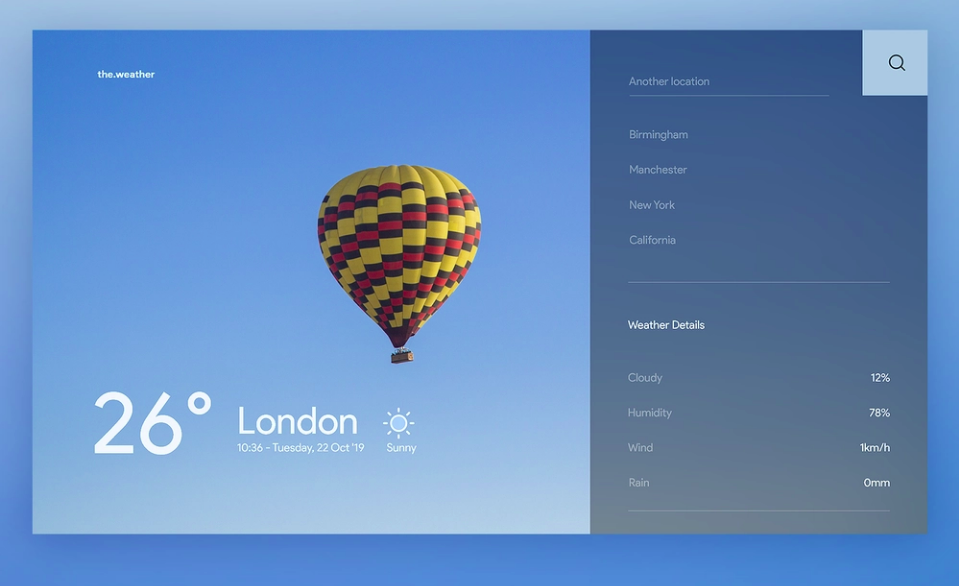 the.weather
26°
London
10:36 - Tuesday, 22 Oct '19
Sunny
Another location
Birmingham
Manchester
New York
California
Weather Details
Cloudy 12%
Humidity 78%
Wind 1km/h
Rain 0mm